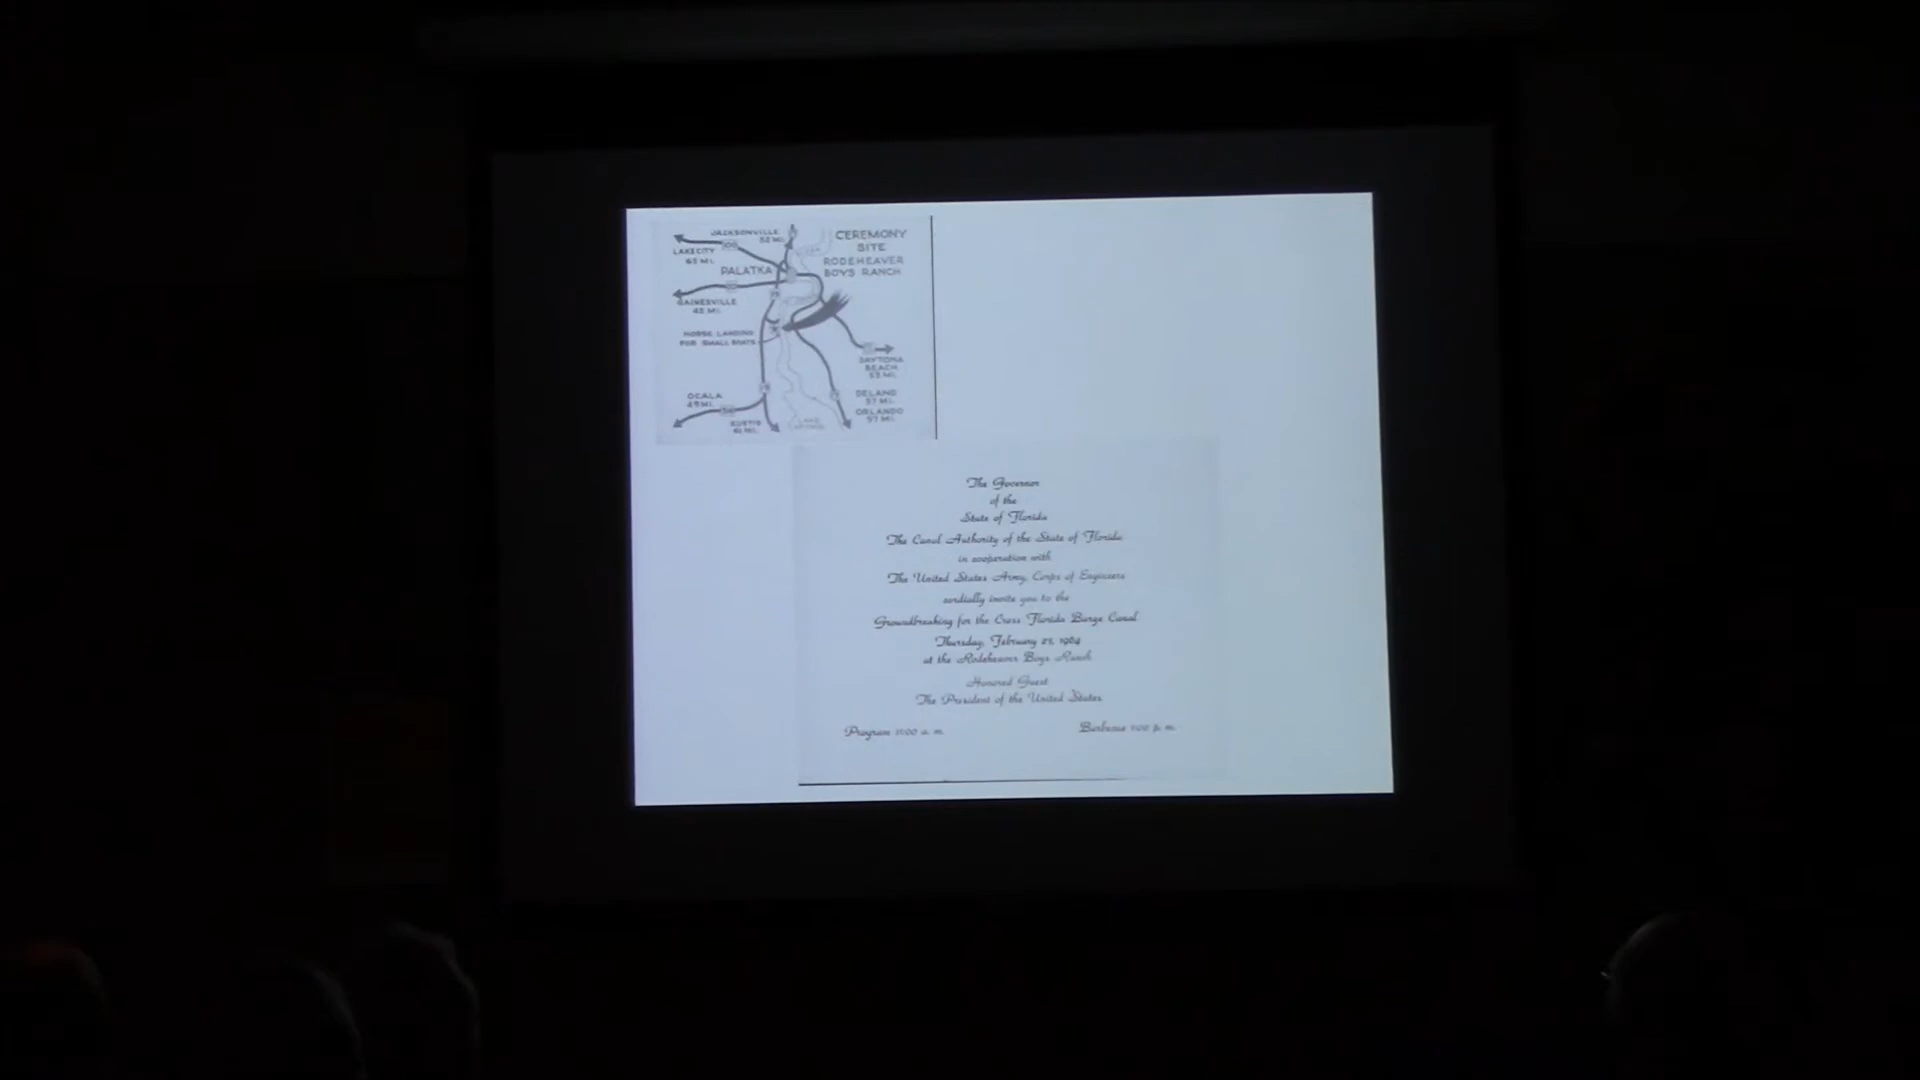 JACKSONVILLE
52 MI.
LAKE CITY
65 MI.
PALATKA
CEREMONY
SITE
RODEHEAVER
BOYS RANCH
GAINESVILLE
HORSE LANDING
FOR SMALL BOATS
DAYTONA
BEACH
53 MI.
OCALA
DELAND
ORLANDO
EUSTIS
The Governor
of the
State of Florida
The Canal Authority of the State of Florida
in cooperation with
The United States Army, Corps of Engineers
cordially invite you to the
Groundbreaking for the Cross Florida Barge Canal
Thursday, February 27, 1964
at the Rodeheaver Boys Ranch
Honored Guest
The President of the United States
Program 11:00 a. m.
Barbecue 1:00 p. m.